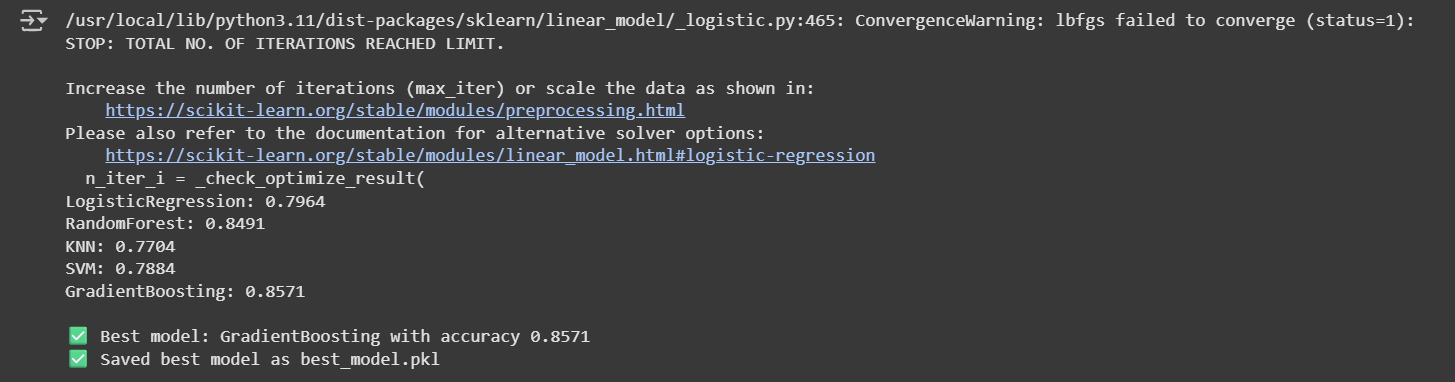 /usr/local/lib/python3.11/dist-packages/sklearn/linear_model/_logistic.py:465: ConvergenceWarning: lbfgs failed to converge (status=1):
STOP: TOTAL NO. OF ITERATIONS REACHED LIMIT.
Increase the number of iterations (max_iter) or scale the data as shown in:
https://scikit-learn.org/stable/modules/preprocessing.html
Please also refer to the documentation for alternative solver options:
https://scikit-learn.org/stable/modules/linear_model.html#logistic-regression
n_iter_i = _check_optimize_result(
LogisticRegression: 0.7964
RandomForest: 0.8491
KNN: 0.7704
SVM: 0.7884
GradientBoosting: 0.8571
✅ Best model: GradientBoosting with accuracy 0.8571
✅ Saved best model as best_model.pkl